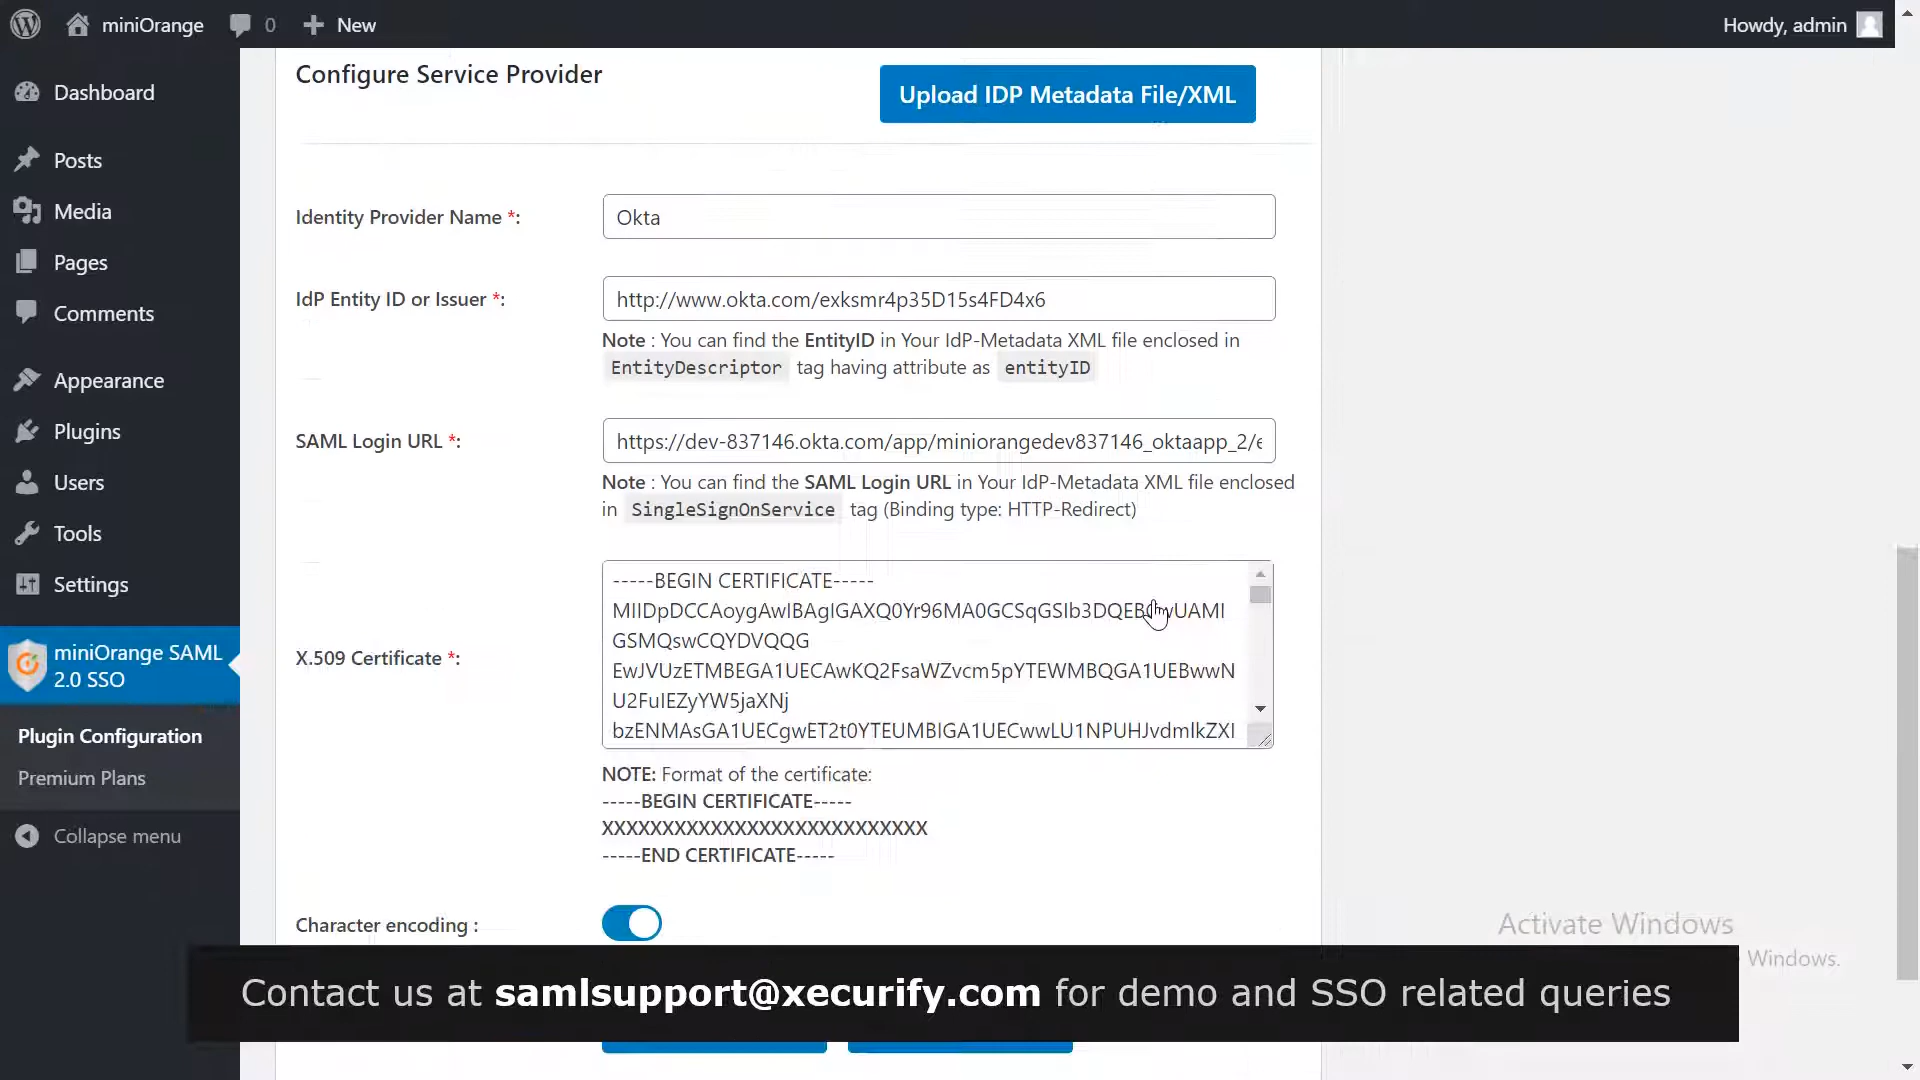 miniOrange
0
New
Howdy, admin
Dashboard
Posts
Media
Pages
Comments
Appearance
Plugins
Users
Tools
Settings
miniOrange SAML
2.0 SSO
Plugin Configuration
Premium Plans
Collapse menu
Configure Service Provider
Upload IDP Metadata File/XML
Identity Provider Name *:
Okta
IdP Entity ID or Issuer *:
http://www.okta.com/exksmr4p35D15s4FD4x6
Note : You can find the EntityID in Your IdP-Metadata XML file enclosed in
EntityDescriptor tag having attribute as entityID
SAML Login URL *:
https://dev-837146.okta.com/app/miniorangedev837146_oktaapp_2/e
Note : You can find the SAML Login URL in Your IdP-Metadata XML file enclosed
in SingleSignOnService tag (Binding type: HTTP-Redirect)
X.509 Certificate *:
-----BEGIN CERTIFICATE-----
GSMQswCQYDVQQG
EwJVUzETMBEGA1UECAwKQ2FsaWZvcm5pYTEWMBQGA1UEBwwN
U2FuIEZyYW5jaXNj
bzENMAsGA1UECgwET2t0YTEUMBIGA1UECwwLU1NPUHJvdmlkZXI
NOTE: Format of the certificate:
-----BEGIN CERTIFICATE-----
XXXXXXXXXXXXXXXXXXXXXXXXXXX
-----END CERTIFICATE-----
Character encoding :
Activate Windows
Windows.
Contact us at samlsupport@xecurify.com for demo and SSO related queries